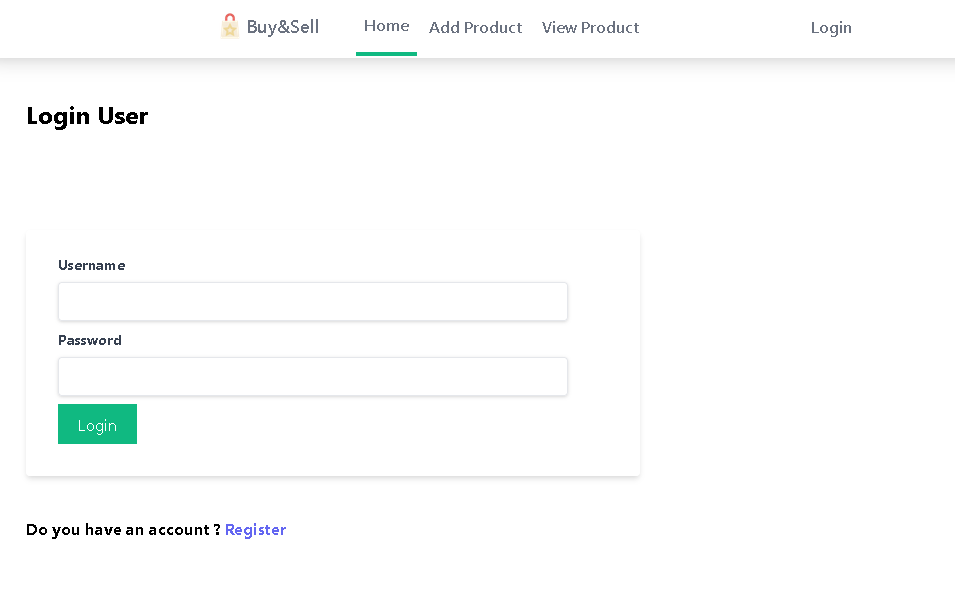 Buy&Sell Home Add Product View Product Login
Login User
Username
Password
Login
Do you have an account ? Register